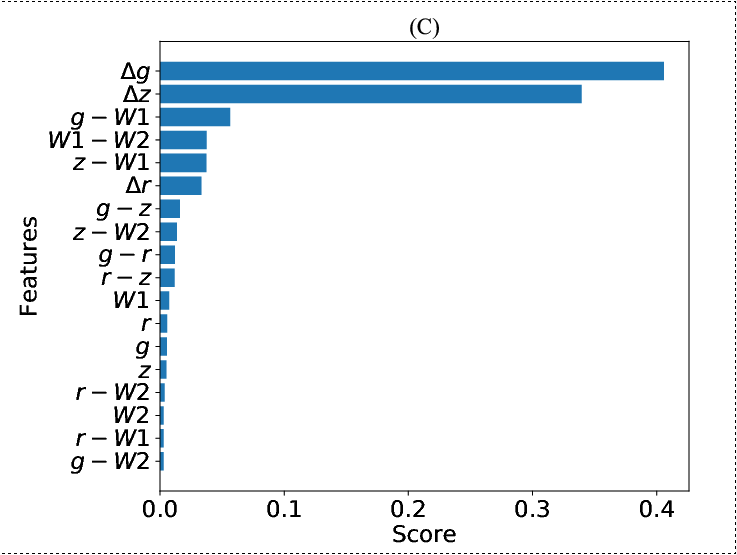 (C)
Δg
Δz
g − W1
W1 − W2
z − W1
Δr
g − z
z − W2
g − r
r − z
W1
r
g
z
r − W2
W2
r − W1
g − W2
Features
0.0 0.1 0.2 0.3 0.4
Score